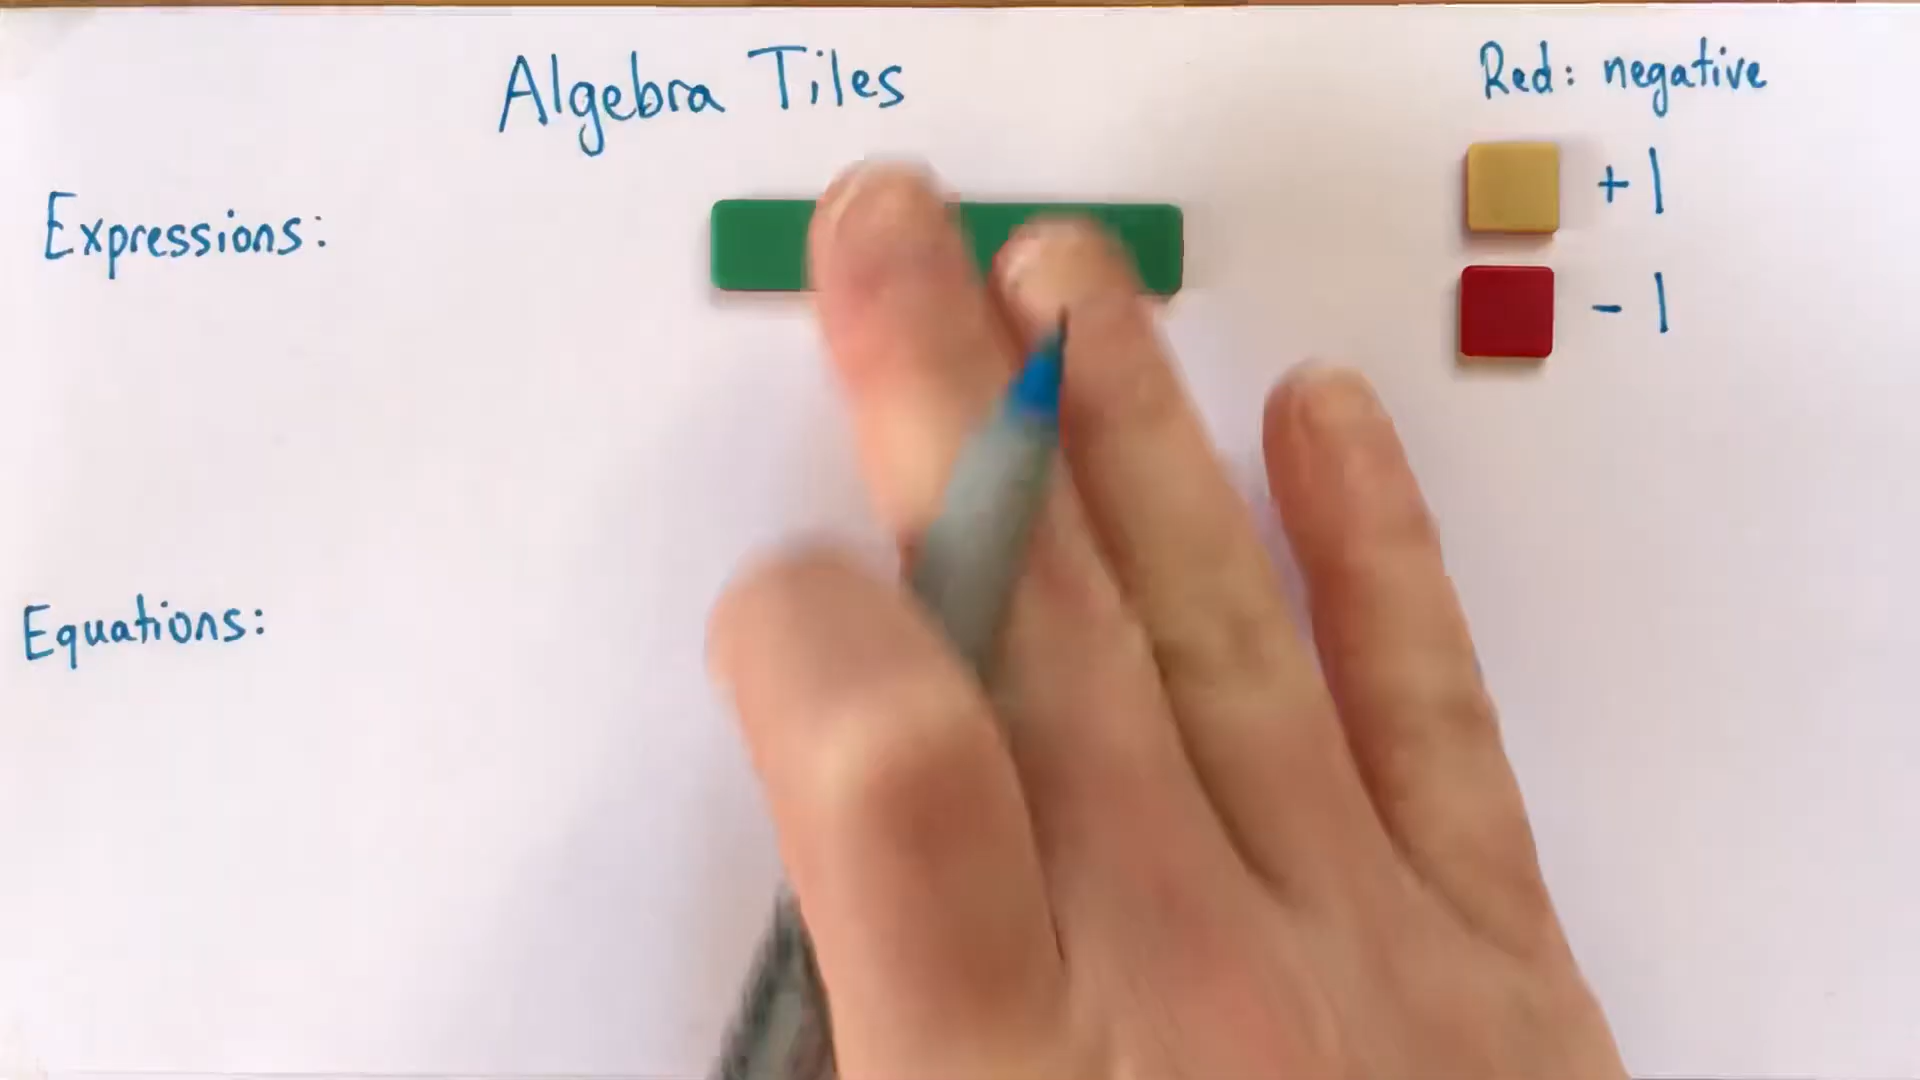 Algebra Tiles
Red: negative
+1
-1
Expressions:
Equations: